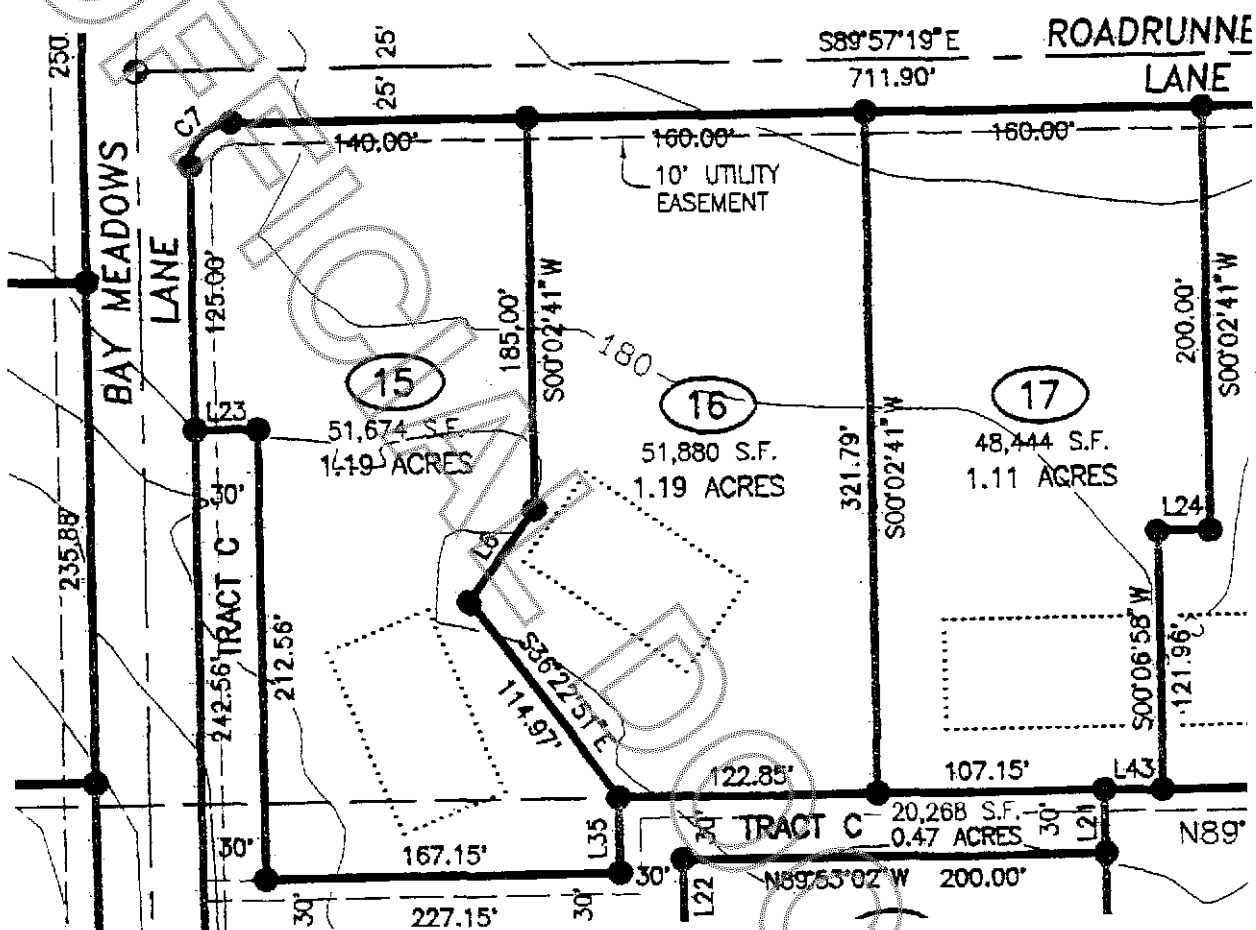 S89°57'19"E
711.90'
ROADRUNNE
LANE
250.
25'
25'
C7
140.00'
160.00'
160.00'
10' UTILITY
EASEMENT
BAY MEADOWS
LANE
125.00'
185.00'
S00°02'41"W
180
200.00'
S00°02'41"W
15
51,674 S.F.
1.19 ACRES
16
51,880 S.F.
1.19 ACRES
17
48,444 S.F.
1.11 ACRES
321.79'
S00°02'41"W
L23
30'
L6
L24
235.88'
TRACT C
242.56'
212.56'
S36°22'51"E
114.97'
S00°06'58"W
121.96'
122.85'
107.15'
L43
TRACT C
20,268 S.F.
0.47 ACRES
30'
30'
L21
N89°
30'
167.15'
L35
30'
L22
N89°53'02"W 200.00'
30'
227.15'
30'
UNOFFICIAL DOC